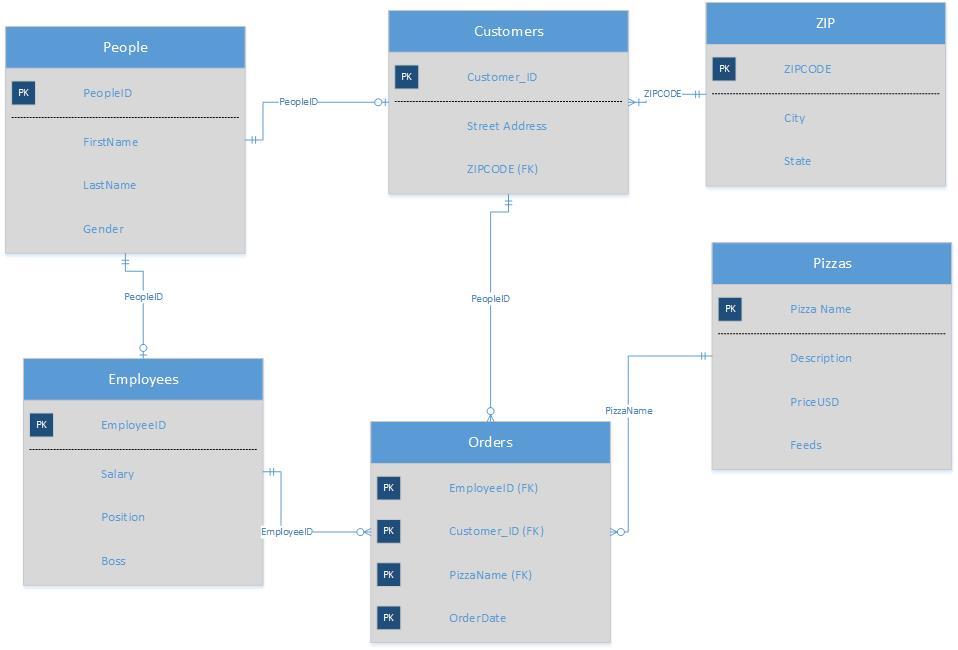 People
PK PeopleID
FirstName
LastName
Gender
PeopleID
Customers
PK Customer_ID
Street Address
ZIPCODE (FK)
ZIPCODE
ZIP
PK ZIPCODE
City
State
PeopleID
PeopleID
Pizzas
PK Pizza Name
Description
PriceUSD
Feeds
PizzaName
Employees
PK EmployeeID
Salary
Position
Boss
EmployeeID
Orders
PK EmployeeID (FK)
PK Customer_ID (FK)
PK PizzaName (FK)
PK OrderDate